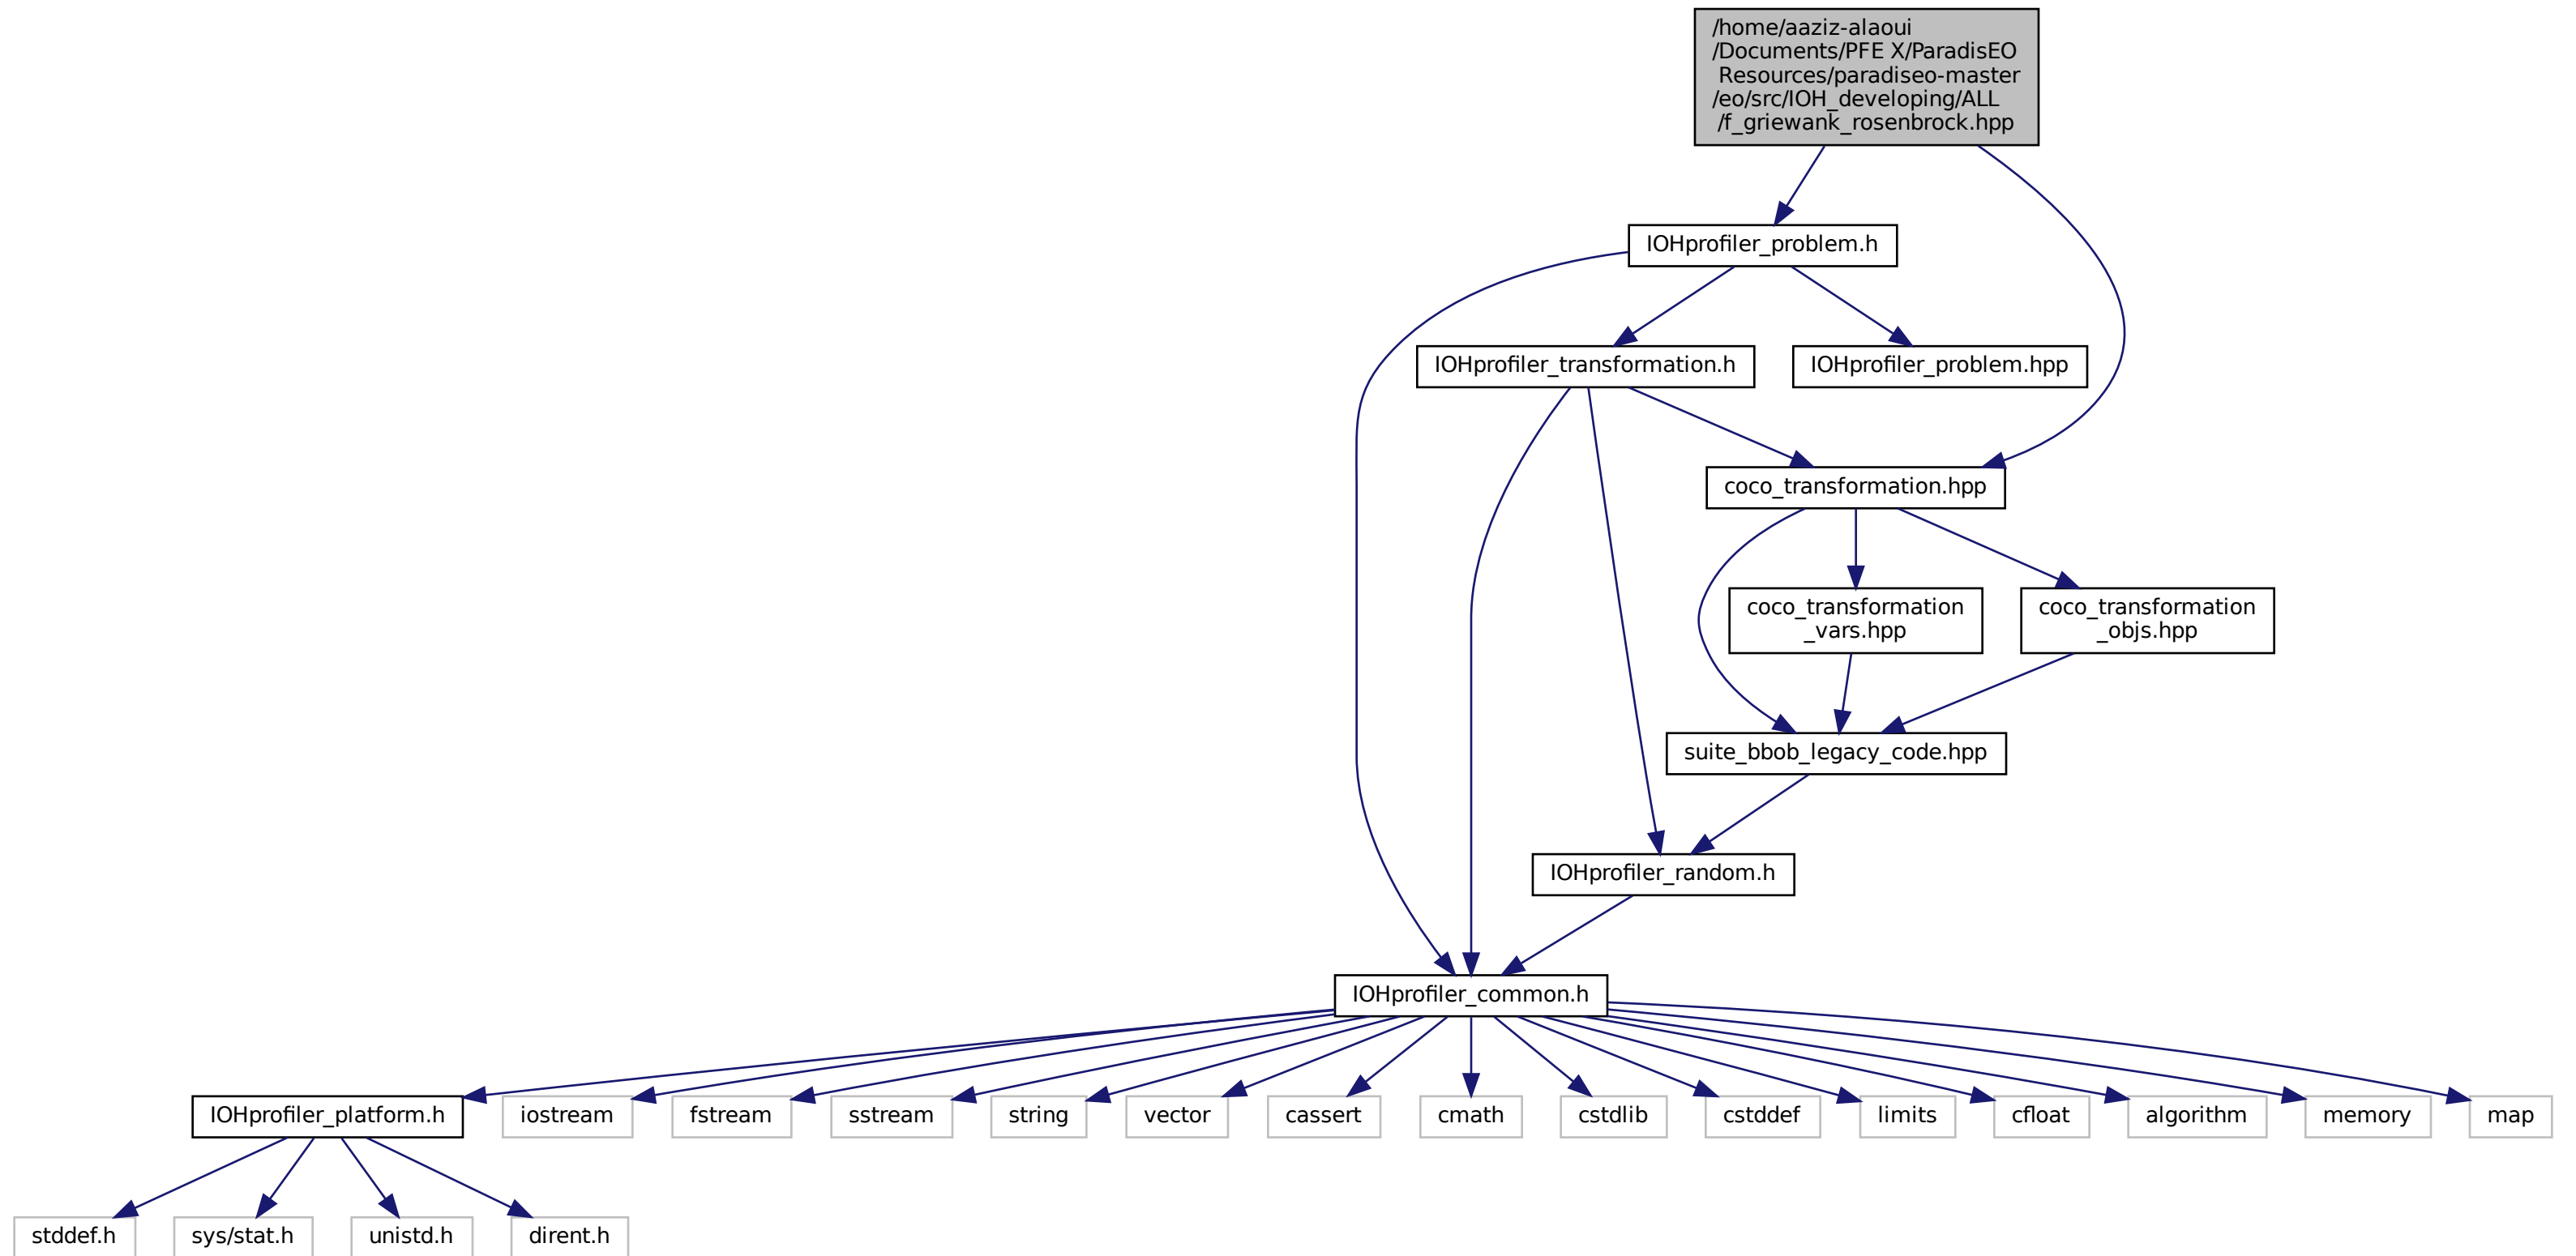 /home/aaziz-alaoui
/Documents/PFE X/ParadisEO
Resources/paradiseo-master
/eo/src/IOH_developing/ALL
/f_griewank_rosenbrock.hpp
IOHprofiler_problem.h
IOHprofiler_transformation.h
IOHprofiler_problem.hpp
coco_transformation.hpp
coco_transformation
_vars.hpp
coco_transformation
_objs.hpp
suite_bbob_legacy_code.hpp
IOHprofiler_random.h
IOHprofiler_common.h
IOHprofiler_platform.h
iostream
fstream
sstream
string
vector
cassert
cmath
cstdlib
cstddef
limits
cfloat
algorithm
memory
map
stddef.h
sys/stat.h
unistd.h
dirent.h